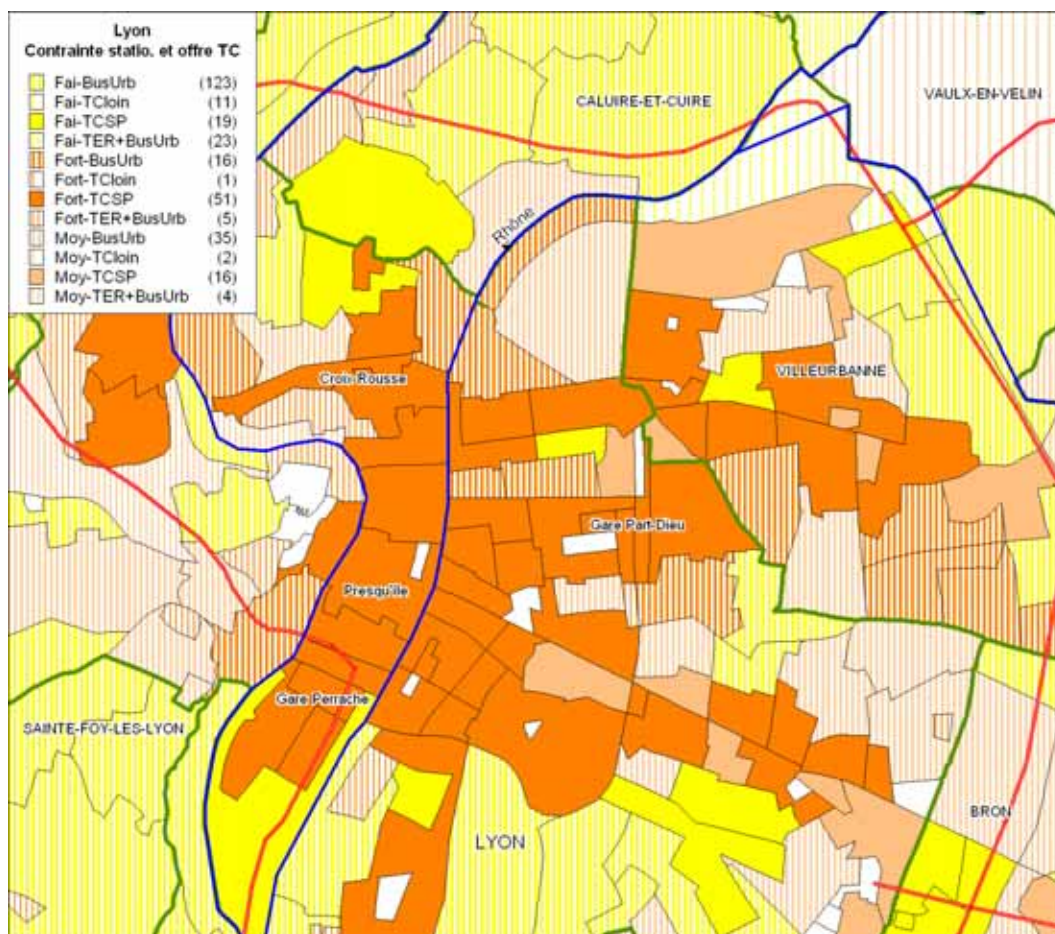 Lyon
Contrainte statio. et offre TC
Fai-BusUrb (123)
Fai-TCloin (11)
Fai-TCSP (19)
Fai-TER+BusUrb (23)
Fort-BusUrb (16)
Fort-TCloin (1)
Fort-TCSP (51)
Fort-TER+BusUrb (5)
Moy-BusUrb (35)
Moy-TCloin (2)
Moy-TCSP (16)
Moy-TER+BusUrb (4)
CALUIRE-ET-CUIRE
VAULX-EN-VELIN
Rhône
Croix-Rousse
VILLEURBANNE
Gare Part-Dieu
Presqu'île
Gare Perrache
SAINTE-FOY-LES-LYON
BRON
LYON